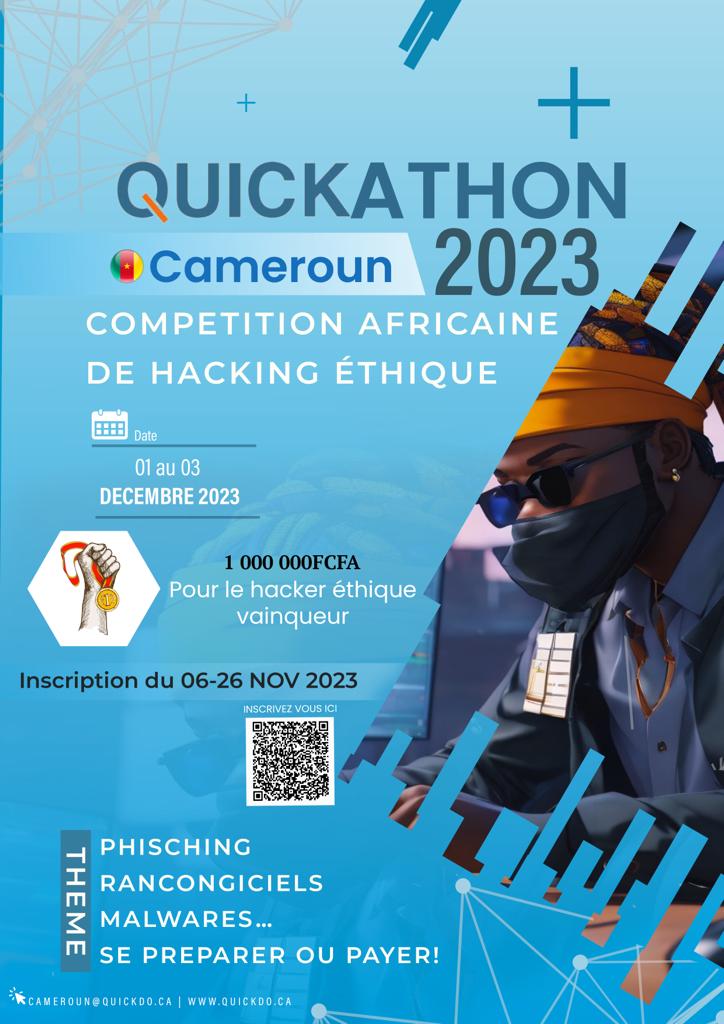 QUICKATHON
Cameroun 2023
COMPETITION AFRICAINE
DE HACKING ÉTHIQUE
Date
01 au 03
DECEMBRE 2023
1 000 000FCFA
Pour le hacker éthique
vainqueur
Inscription du 06-26 NOV 2023
INSCRIVEZ VOUS ICI
THEME
PHISCHING
RANCONGICIELS
MALWARES...
SE PREPARER OU PAYER!
CAMEROUN@QUICKDO.CA | WWW.QUICKDO.CA